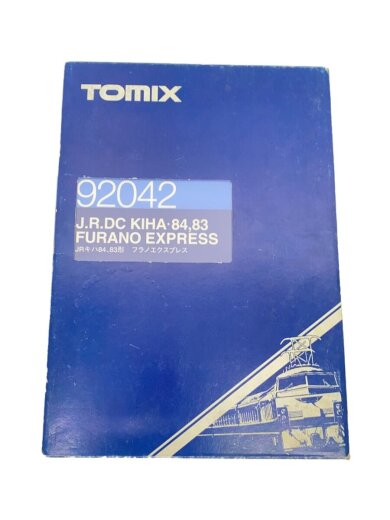 TOMIX
92042
J.R.DC KIHA·84,83
FURANO EXPRESS
JRキハ84,83形 フラノエクスプレス